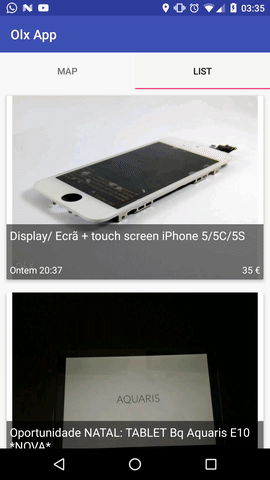 03:35
Olx App
MAP
LIST
Display/ Ecrã + touch screen iPhone 5/5C/5S
Ontem 20:37
35 €
AQUARIS
Oportunidade NATAL: TABLET Bq Aquaris E10
*NOVA*